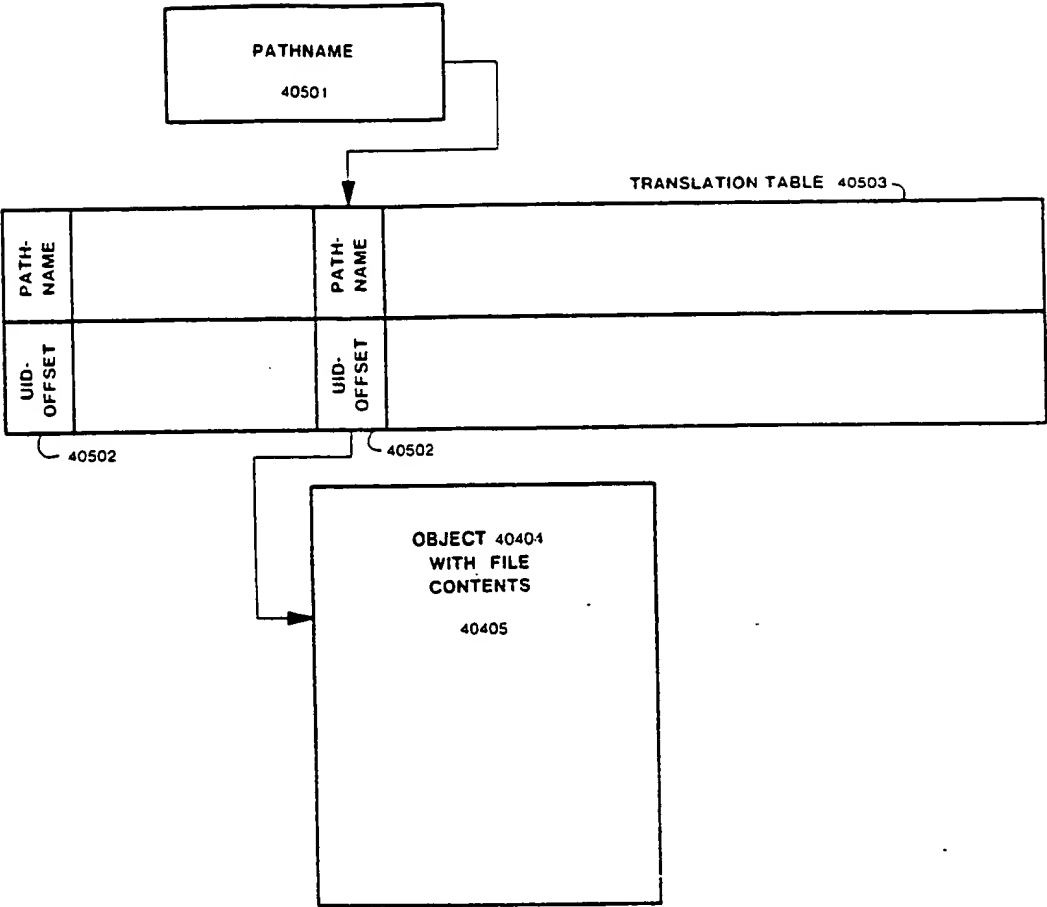 PATHNAME
40501
TRANSLATION TABLE 40503
PATH-
NAME
PATH-
NAME
UID-
OFFSET
UID-
OFFSET
40502
40502
OBJECT 40404
WITH FILE
CONTENTS
40405